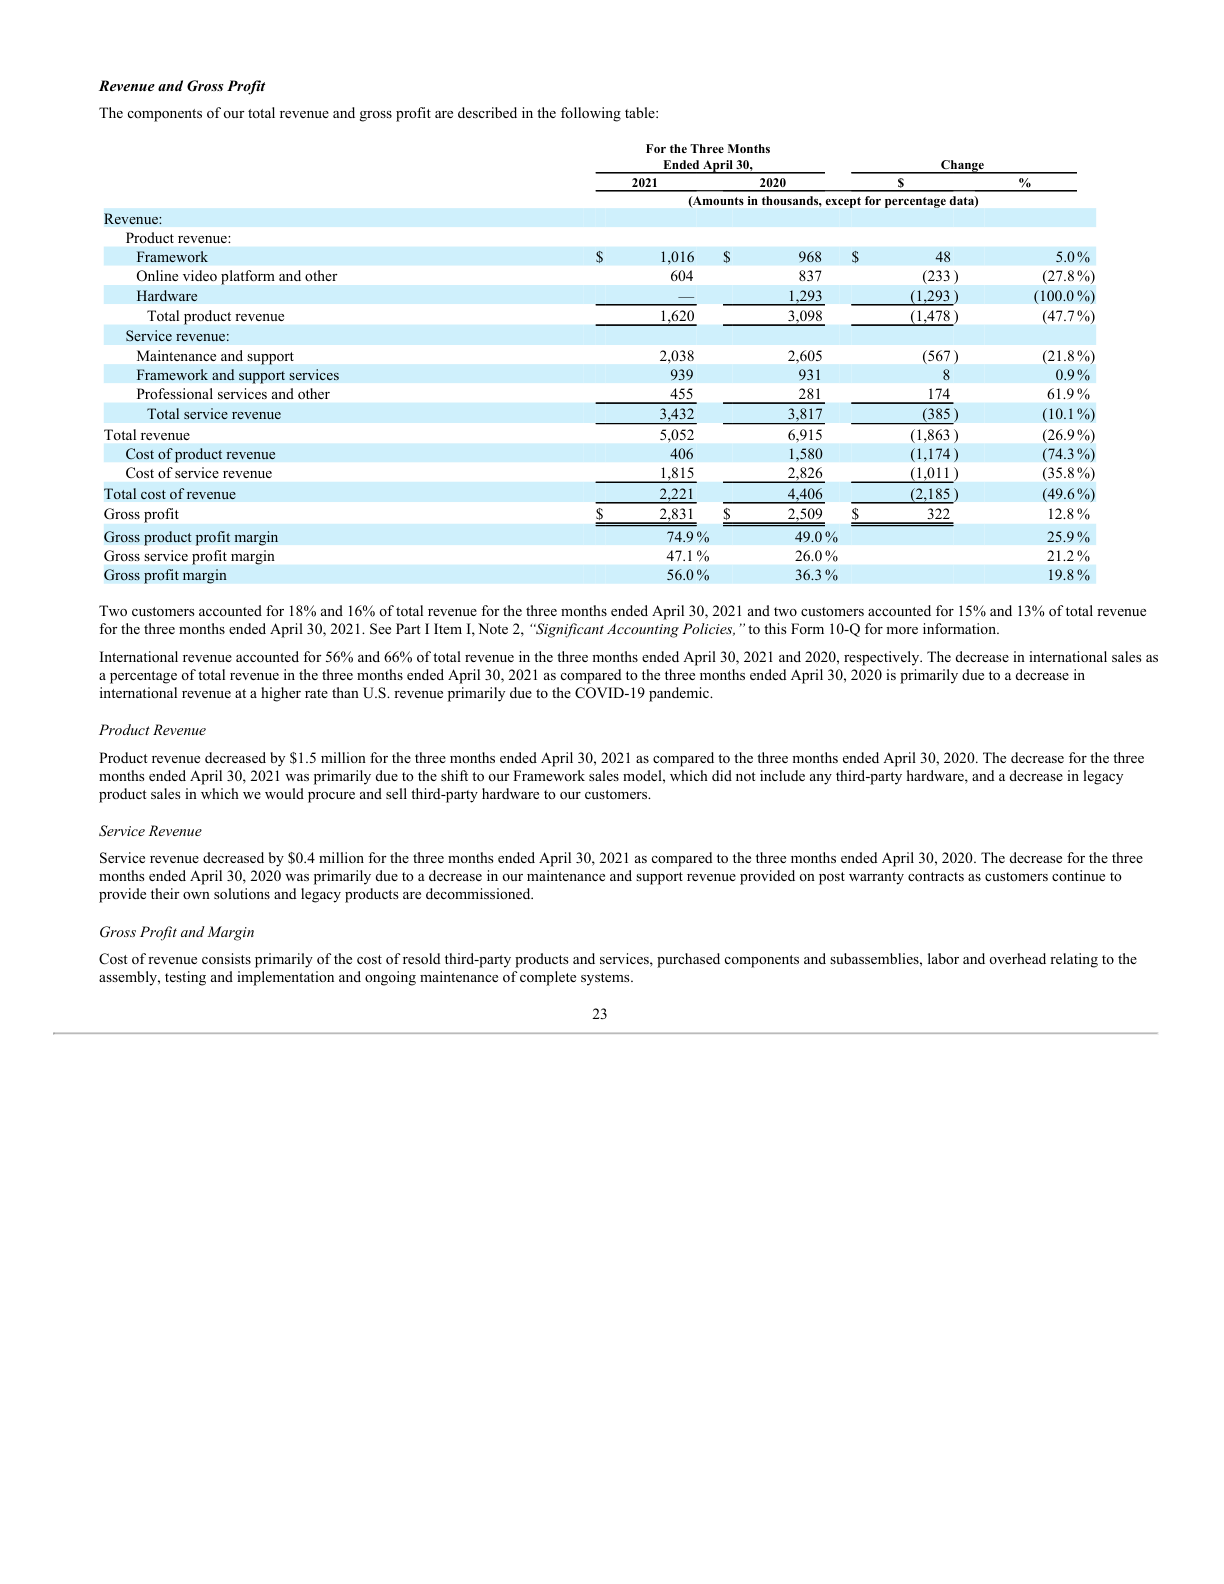 Revenue and Gross Profit
The components of our total revenue and gross profit are described in the following table:
For the Three Months
Ended April 30, Change
2021 2020 $ %
(Amounts in thousands, except for percentage data)
Revenue:
Product revenue:
Framework $ 1,016 $ 968 $ 48 5.0%
Online video platform and other 604 837 (233) (27.8%)
Hardware — 1,293 (1,293) (100.0%)
Total product revenue 1,620 3,098 (1,478) (47.7%)
Service revenue:
Maintenance and support 2,038 2,605 (567) (21.8%)
Framework and support services 939 931 8 0.9%
Professional services and other 455 281 174 61.9%
Total service revenue 3,432 3,817 (385) (10.1%)
Total revenue 5,052 6,915 (1,863) (26.9%)
Cost of product revenue 406 1,580 (1,174) (74.3%)
Cost of service revenue 1,815 2,826 (1,011) (35.8%)
Total cost of revenue 2,221 4,406 (2,185) (49.6%)
Gross profit $ 2,831 $ 2,509 $ 322 12.8%
Gross product profit margin 74.9% 49.0% 25.9%
Gross service profit margin 47.1% 26.0% 21.2%
Gross profit margin 56.0% 36.3% 19.8%
Two customers accounted for 18% and 16% of total revenue for the three months ended April 30, 2021 and two customers accounted for 15% and 13% of total revenue
for the three months ended April 30, 2021. See Part I Item I, Note 2, “Significant Accounting Policies,” to this Form 10-Q for more information.
International revenue accounted for 56% and 66% of total revenue in the three months ended April 30, 2021 and 2020, respectively. The decrease in international sales as
a percentage of total revenue in the three months ended April 30, 2021 as compared to the three months ended April 30, 2020 is primarily due to a decrease in
international revenue at a higher rate than U.S. revenue primarily due to the COVID-19 pandemic.
Product Revenue
Product revenue decreased by $1.5 million for the three months ended April 30, 2021 as compared to the three months ended April 30, 2020. The decrease for the three
months ended April 30, 2021 was primarily due to the shift to our Framework sales model, which did not include any third-party hardware, and a decrease in legacy
product sales in which we would procure and sell third-party hardware to our customers.
Service Revenue
Service revenue decreased by $0.4 million for the three months ended April 30, 2021 as compared to the three months ended April 30, 2020. The decrease for the three
months ended April 30, 2020 was primarily due to a decrease in our maintenance and support revenue provided on post warranty contracts as customers continue to
provide their own solutions and legacy products are decommissioned.
Gross Profit and Margin
Cost of revenue consists primarily of the cost of resold third-party products and services, purchased components and subassemblies, labor and overhead relating to the
assembly, testing and implementation and ongoing maintenance of complete systems.
23